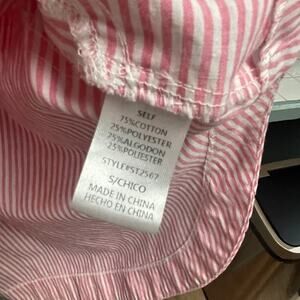 SELF
75%COTTON
25%POLYESTER
75%ALGODON
25%POLIESTER
STYLE#ST2567
S/CHICO
MADE IN CHINA
HECHO EN CHINA